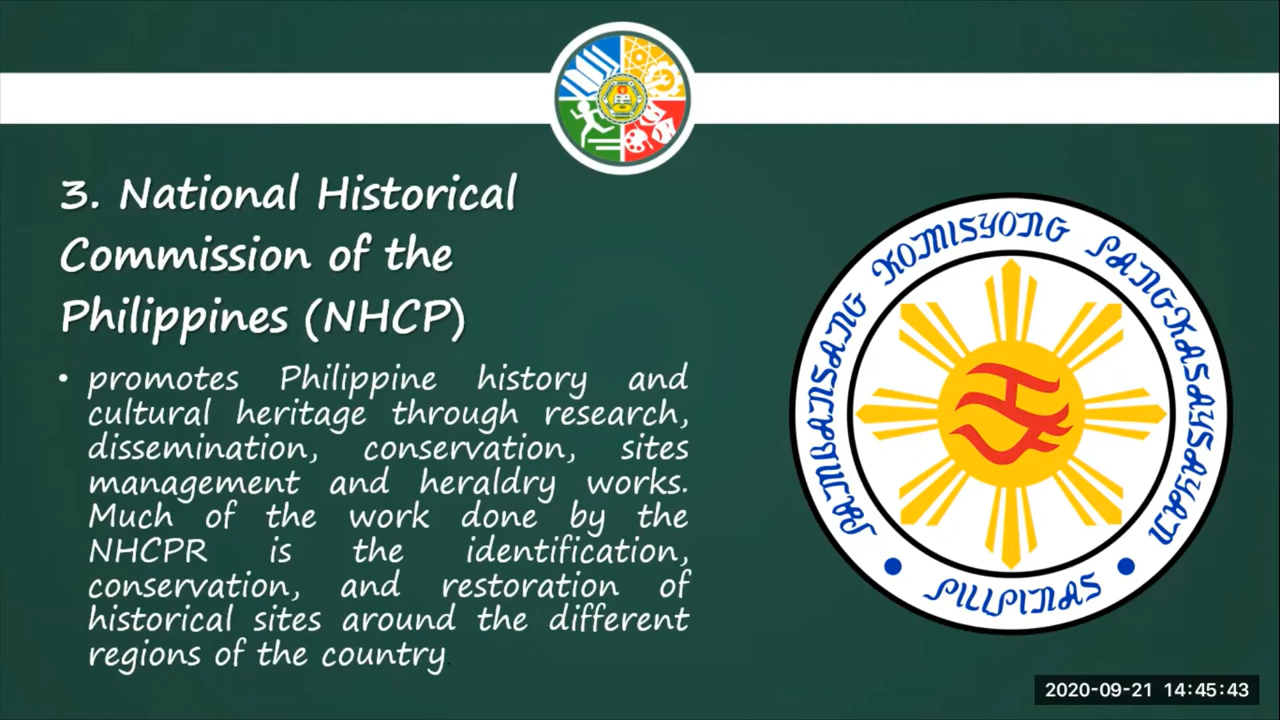 3. National Historical
Commission of the
Philippines (NHCP)
• promotes Philippine history and
cultural heritage through research,
dissemination, conservation, sites
management and heraldry works.
Much of the work done by the
NHCPR is the identification,
conservation, and restoration of
historical sites around the different
regions of the country.
PAMBANSANG KOMISYONG PANGKASAYSAYAN
PILIPINAS
2020-09-21 14:45:43